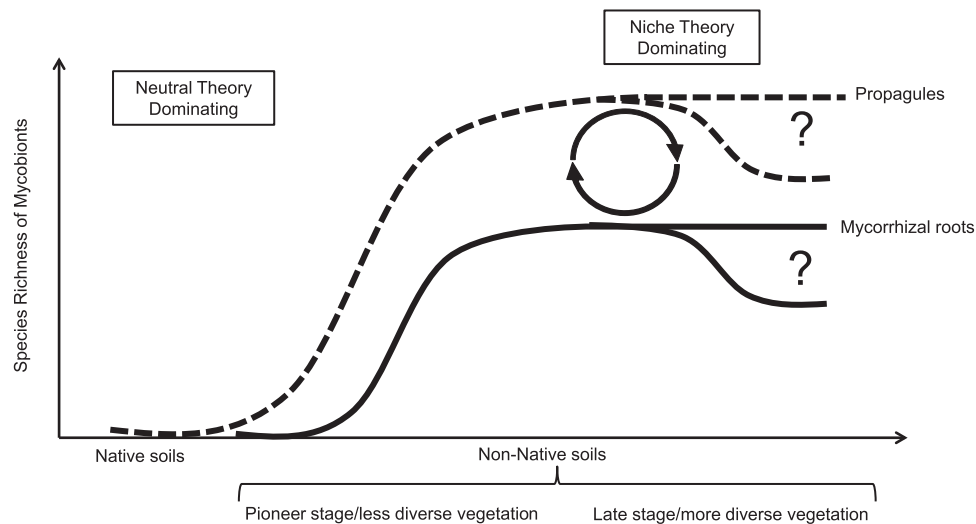 Niche Theory
Dominating
Neutral Theory
Dominating
Propagules
?
Mycorrhizal roots
?
Species Richness of Mycobionts
Native soils
Non-Native soils
Pioneer stage/less diverse vegetation
Late stage/more diverse vegetation